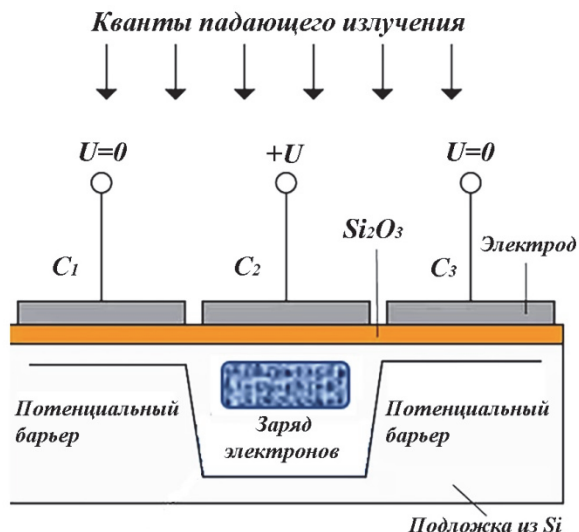 Кванты падающего излучения
U=0
+U
U=0
Si₂O₃
Электрод
C₁
C₂
C₃
Потенциальный
барьер
Заряд
электронов
Потенциальный
барьер
Подложка из Si